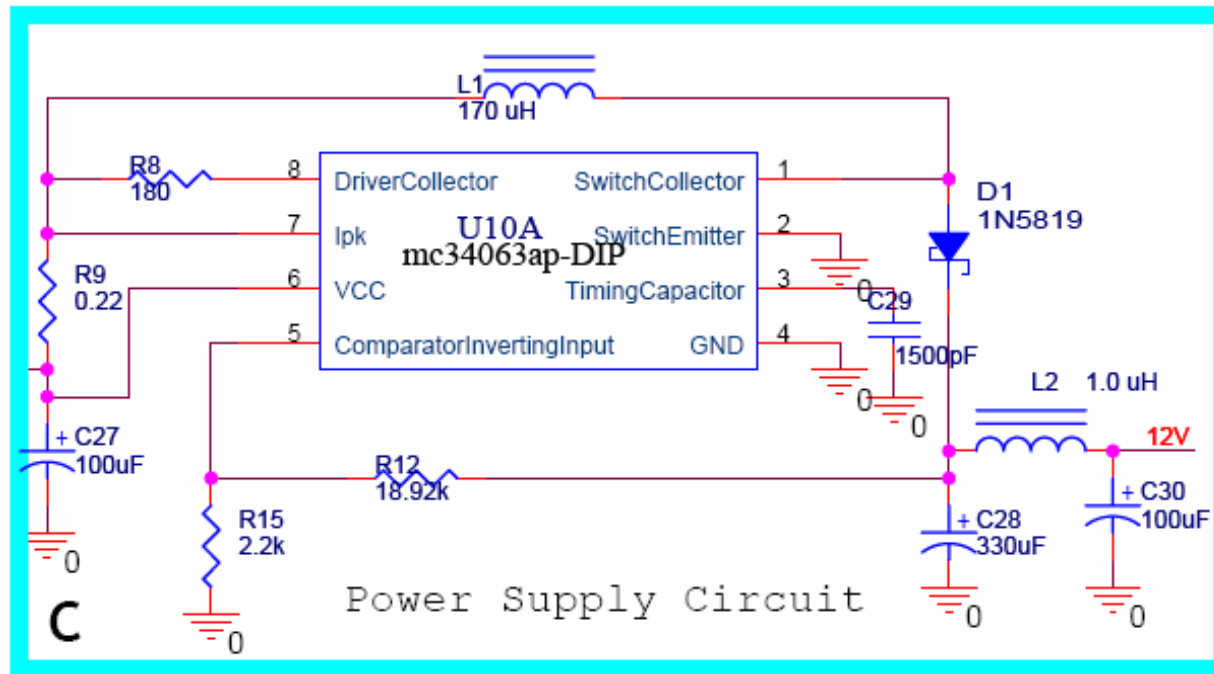 L1
170 uH
R8
180
8
DriverCollector
SwitchCollector
1
D1
1N5819
7
Ipk
U10A
mc34063ap-DIP
SwitchEmitter
2
0
R9
0.22
6
VCC
TimingCapacitor
3
C29
1500pF
5
ComparatorInvertingInput
GND
4
0
0
L2 1.0 uH
12V
C27
+
100uF
0
R12
18.92k
R15
2.2k
0
+
C28
330uF
0
+
C30
100uF
0
C
Power Supply Circuit